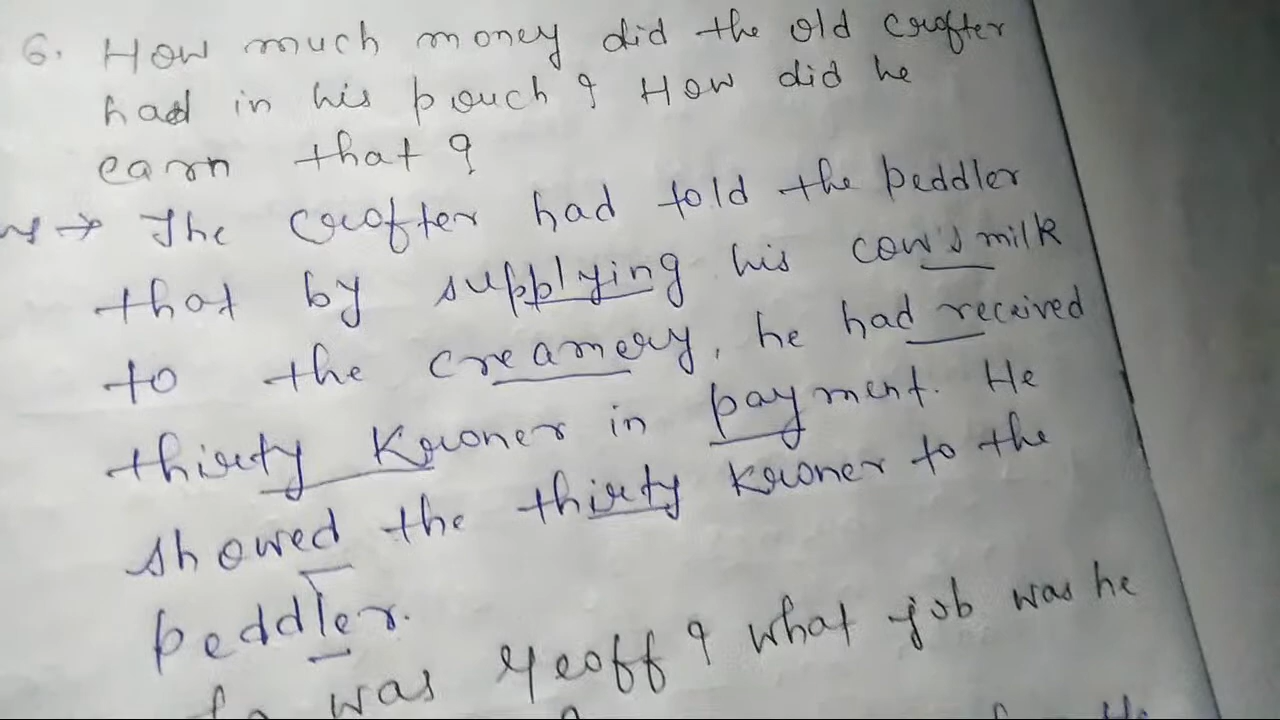 6. How much money did the old crofter
had in his pouch ? How did he
earn that ?
The Crofter had told the peddler
that by supplying his cow's milk
to the creamery, he had received
thirty Kroner in payment. He
showed the thirty Kroner to the
peddler.
was Geoff ? what job was he